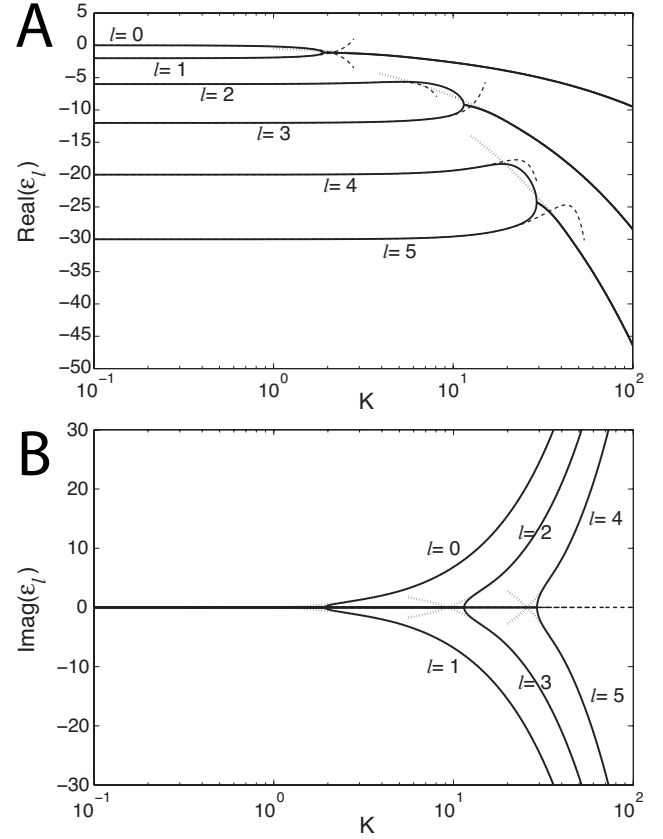 A
5
0
−5
−10
−15
−20
−25
−30
−35
−40
−45
−50
Real(ε_l)
l= 0
l= 1
l= 2
l= 3
l= 4
l= 5
10^−1
10^0
10^1
10^2
K
B
30
20
10
0
−10
−20
−30
Imag(ε_l)
l= 0
l= 2
l= 4
l= 1
l= 3
l= 5
10^−1
10^0
10^1
10^2
K